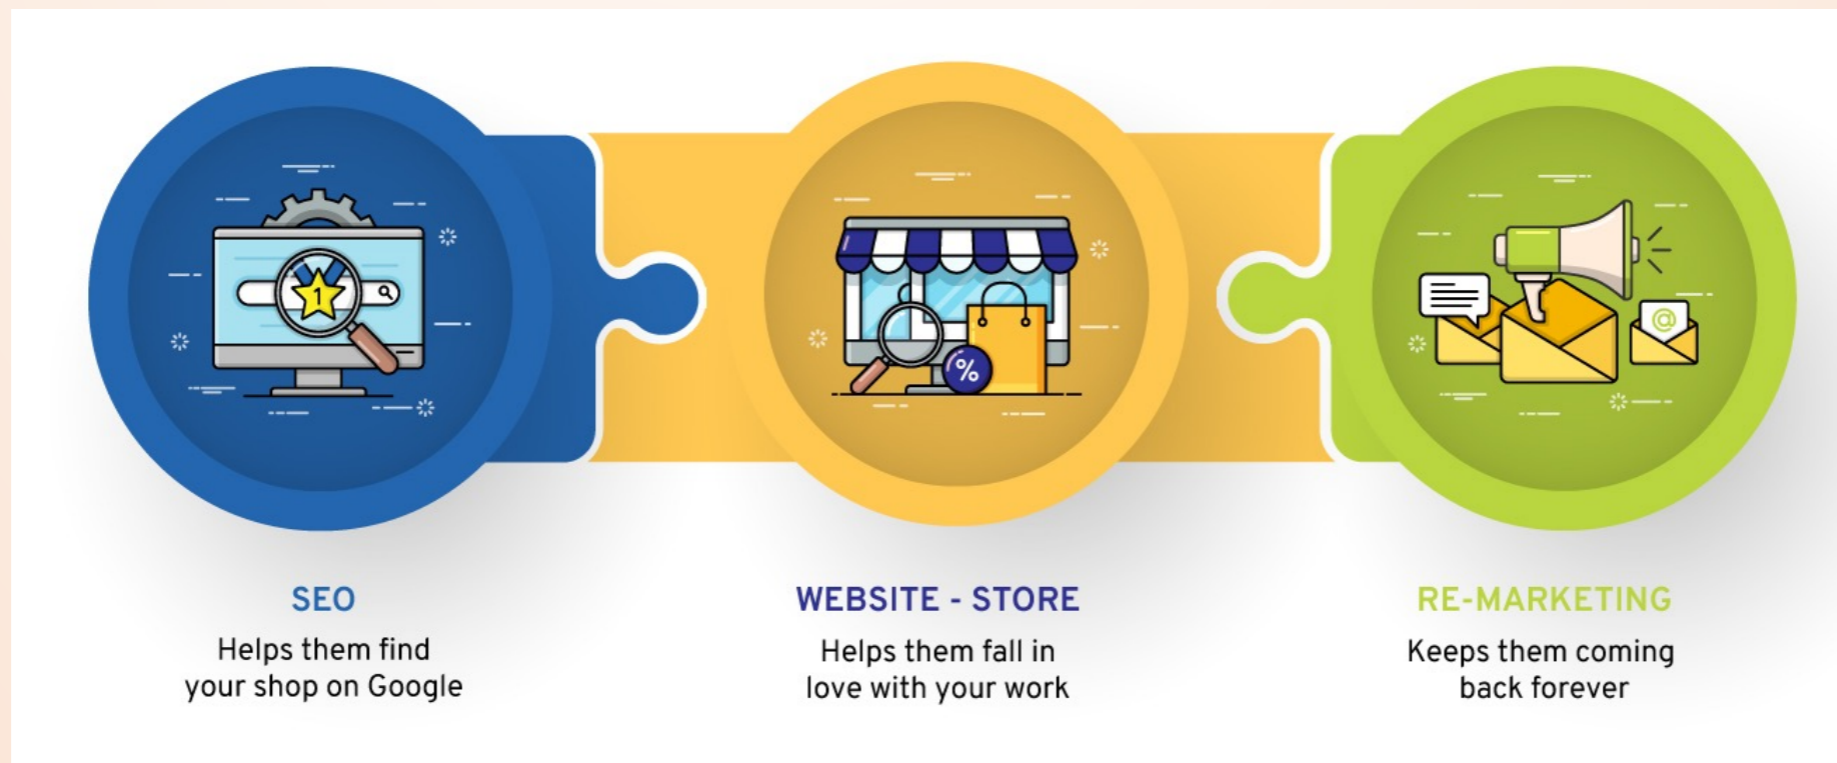 1
%
@
SEO
Helps them find
your shop on Google
WEBSITE - STORE
Helps them fall in
love with your work
RE-MARKETING
Keeps them coming
back forever